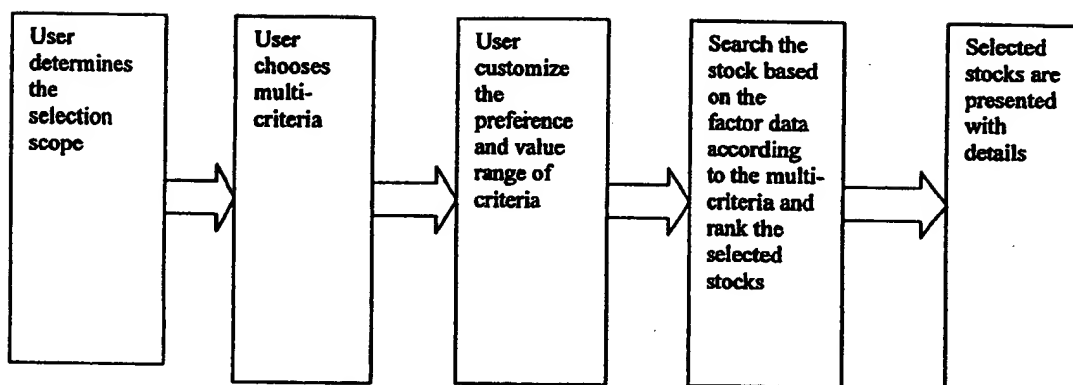 User
determines
the
selection
scope
User
chooses
multi-
criteria
User
customize
the
preference
and value
range of
criteria
Search the
stock based
on the
factor data
according
to the multi-
criteria and
rank the
selected
stocks
Selected
stocks are
presented
with
details